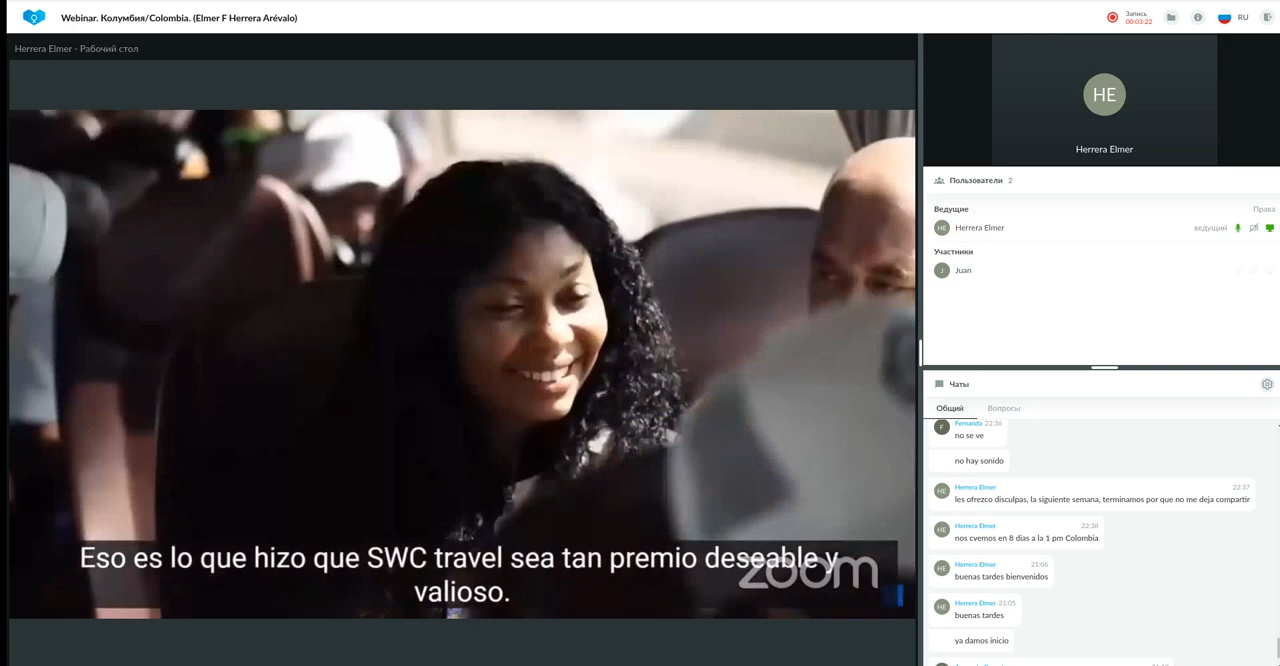 Webinar. Колумбия/Colombia. (Elmer F Herrera Arévalo)
Запись
00:03:22
RU
Herrera Elmer - Рабочий стол
HE
Herrera Elmer
Пользователи 2
Ведущие Права
HE Herrera Elmer ведущий
Участники
J Juan
Чаты
Общий Вопросы
F Fernanda 22:36
no se ve
no hay sonido
HE Herrera Elmer 22:37
les ofrezco disculpas, la siguiente semana, terminamos por que no me deja compartir
HE Herrera Elmer 22:38
nos cvemos en 8 dias a la 1 pm Colombia
HE Herrera Elmer 21:06
buenas tardes bienvenidos
HE Herrera Elmer 21:05
buenas tardes
ya damos inicio
Eso es lo que hizo que SWC travel sea tan premio deseable y
valioso.
zoom